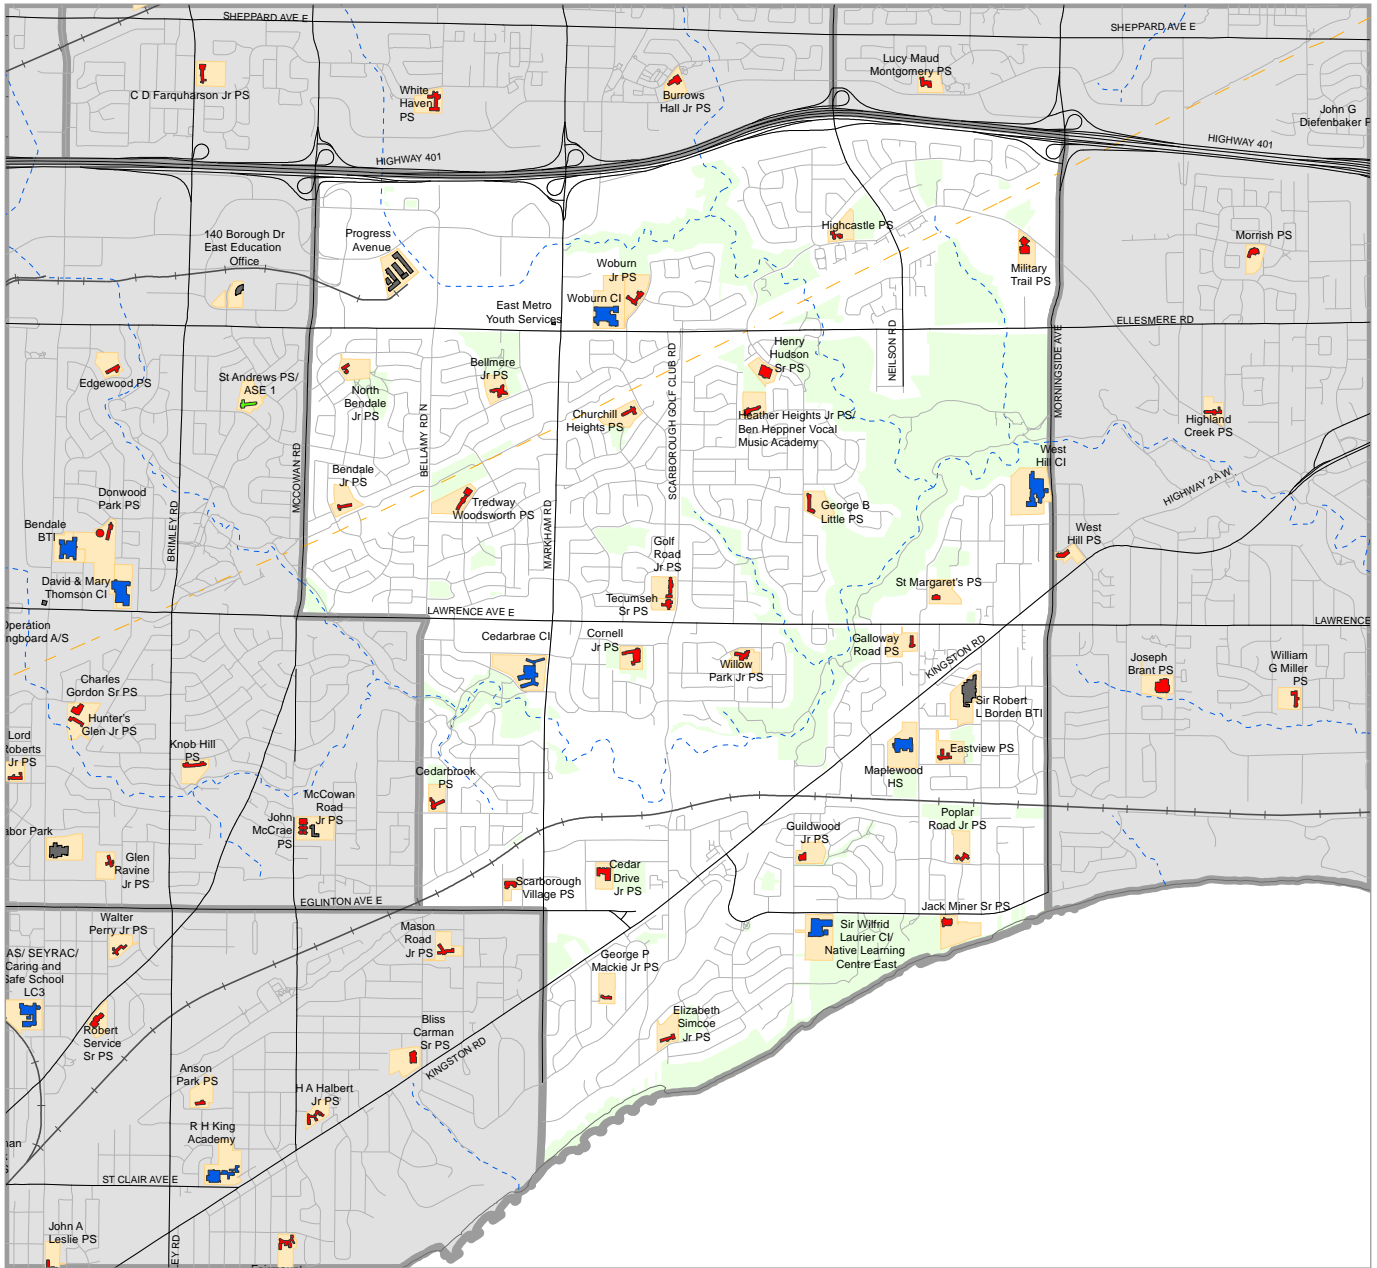 SHEPPARD AVE E
SHEPPARD AVE E
C D Farquharson Jr PS
White
Haven
PS
Burrows
Hall Jr PS
Lucy Maud
Montgomery PS
John G
Diefenbaker P
HIGHWAY 401
HIGHWAY 401
140 Borough Dr
East Education
Office
Progress
Avenue
Highcastle PS
Military
Trail PS
Morrish PS
Woburn
Jr PS
Woburn CI
East Metro
Youth Services
ELLESMERE RD
NEILSON RD
MORNINGSIDE AVE
Edgewood PS
St Andrews PS/
ASE 1
North
Bendale
Jr PS
Bellmere
Jr PS
Henry
Hudson
Sr PS
Churchill
Heights PS
Heather Heights Jr PS/
Ben Heppner Vocal
Music Academy
Highland
Creek PS
SCARBOROUGH GOLF CLUB RD
BELLAMY RD N
MCCOWAN RD
BRIMLEY RD
MARKHAM RD
Bendale
Jr PS
Tredway
Woodsworth PS
George B
Little PS
West
Hill CI
HIGHWAY 2A W
West
Hill PS
Donwood
Park PS
Bendale
BTI
David & Mary
Thomson CI
Golf
Road
Jr PS
Tecumseh
Sr PS
St Margaret's PS
LAWRENCE AVE E
LAWRENCE
Operation
ngboard A/S
Cedarbrae CI
Cornell
Jr PS
Willow
Park Jr PS
Galloway
Road PS
KINGSTON RD
Joseph
Brant PS
William
G Miller
PS
Charles
Gordon Sr PS
Hunter's
Glen Jr PS
Sir Robert
L Borden BTI
Lord
Roberts
Jr PS
Knob Hill
PS
Cedarbrook
PS
Maplewood
HS
Eastview PS
McCowan
Road
Jr PS
John
McCrae
PS
abor Park
Glen
Ravine
Jr PS
Guildwood
Jr PS
Poplar
Road Jr PS
Scarborough
Village PS
Cedar
Drive
Jr PS
EGLINTON AVE E
Jack Miner Sr PS
Walter
Perry Jr PS
Mason
Road
Jr PS
Sir Wilfrid
Laurier CI/
Native Learning
Centre East
AS/ SEYRAC/
Caring and
Safe School
LC3
George P
Mackie Jr PS
Robert
Service
Sr PS
Bliss
Carman
Sr PS
Elizabeth
Simcoe
Jr PS
KINGSTON RD
Anson
Park PS
H A Halbert
Jr PS
R H King
Academy
ST CLAIR AVE E
John A
Leslie PS
EY RD